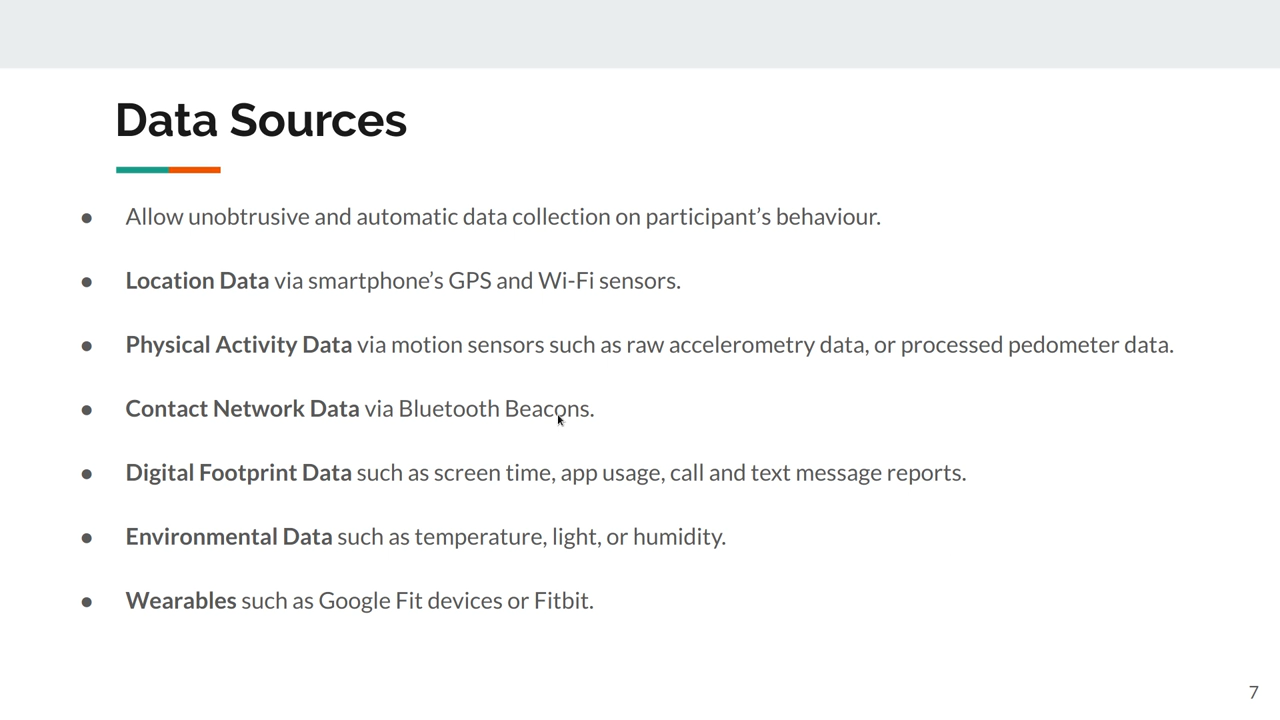 Data Sources
● Allow unobtrusive and automatic data collection on participant’s behaviour.
● Location Data via smartphone’s GPS and Wi-Fi sensors.
● Physical Activity Data via motion sensors such as raw accelerometry data, or processed pedometer data.
● Contact Network Data via Bluetooth Beacons.
● Digital Footprint Data such as screen time, app usage, call and text message reports.
● Environmental Data such as temperature, light, or humidity.
● Wearables such as Google Fit devices or Fitbit.
7